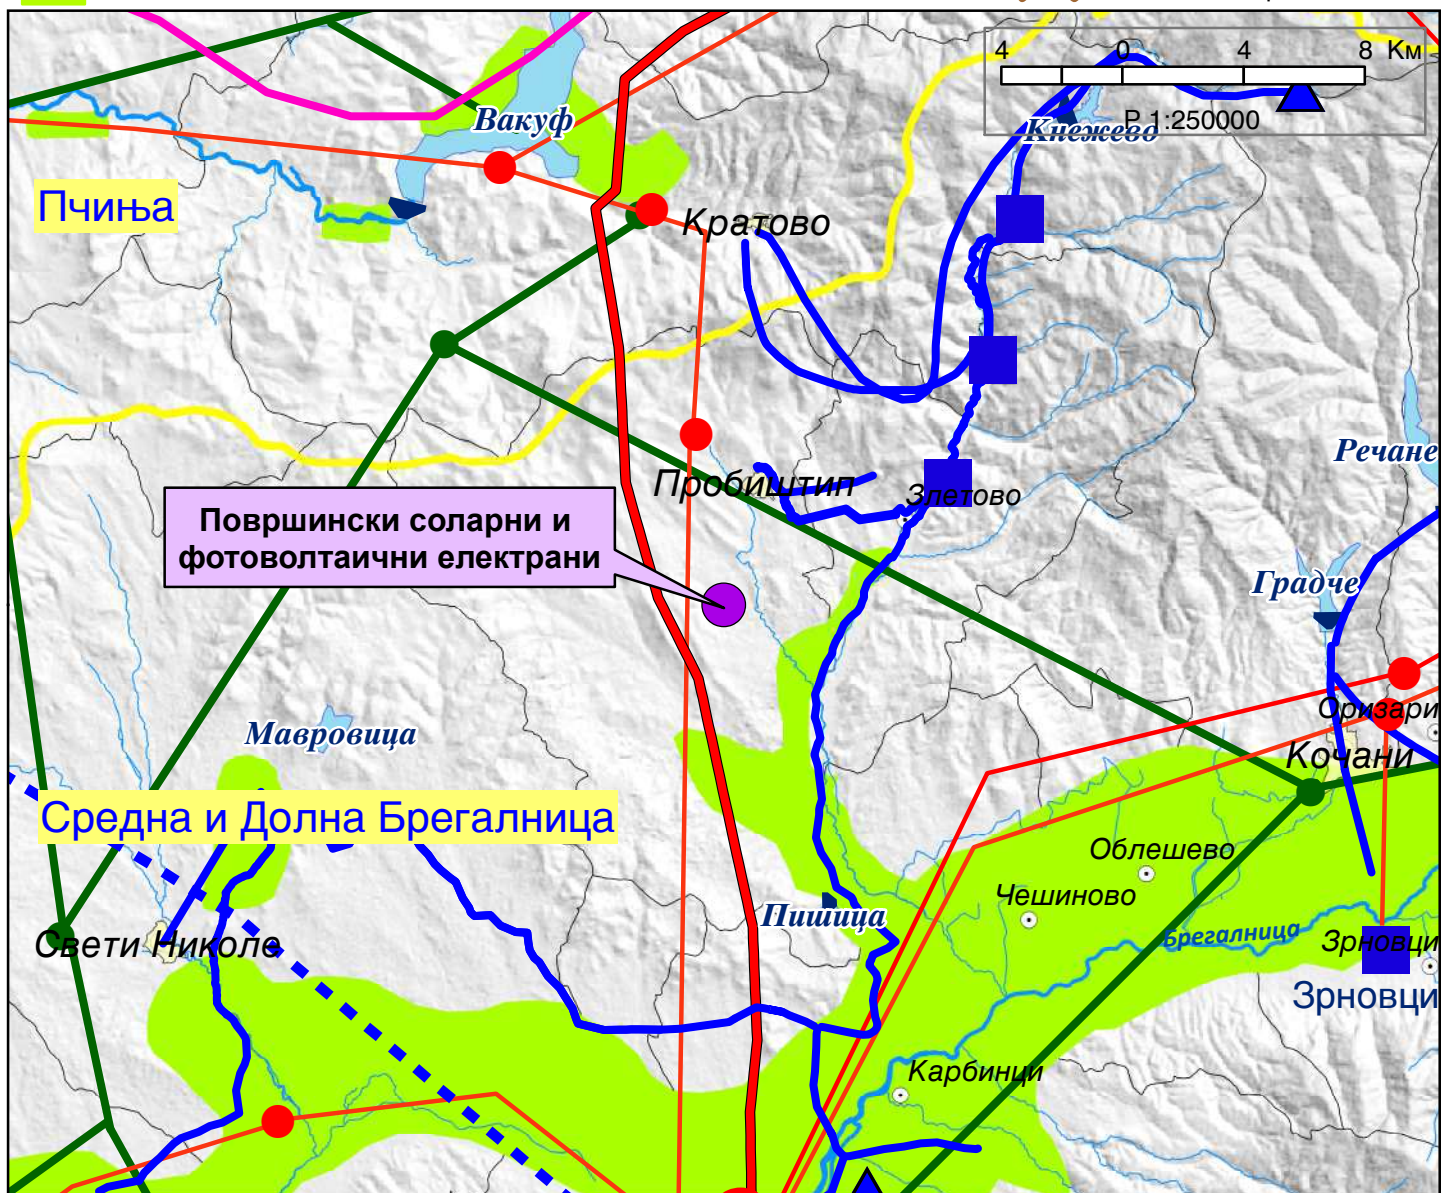 4 0 4 8 Км
Р 1:250000
Вакуф
Кнежево
Пчиња
Кратово
Речане
Пробиштип
Злетово
Површински соларни и
фотоволтаични електрани
Градче
Оризари
Мавровица
Кочани
Средна и Долна Брегалница
Облешево
Чешиново
Пишица
Свети Николе
Брегалница
Зрновци
Зрновци
Карбинци